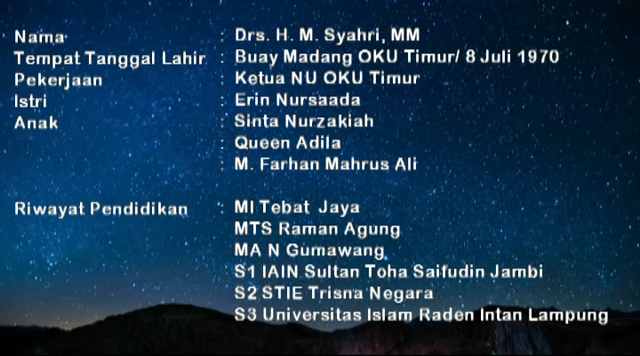 Nama : Drs. H. M. Syahri, MM
Tempat Tanggal Lahir : Buay Madang OKU Timur/ 8 Juli 1970
Pekerjaan : Ketua NU OKU Timur
Istri : Erin Nursaada
Anak : Sinta Nurzakiah
: Queen Adila
: M. Farhan Mahrus Ali
Riwayat Pendidikan : MI Tebat Jaya
MTS Raman Agung
MA N Gumawang
S1 IAIN Sultan Toha Saifudin Jambi
S2 STIE Trisna Negara
S3 Universitas Islam Raden Intan Lampung